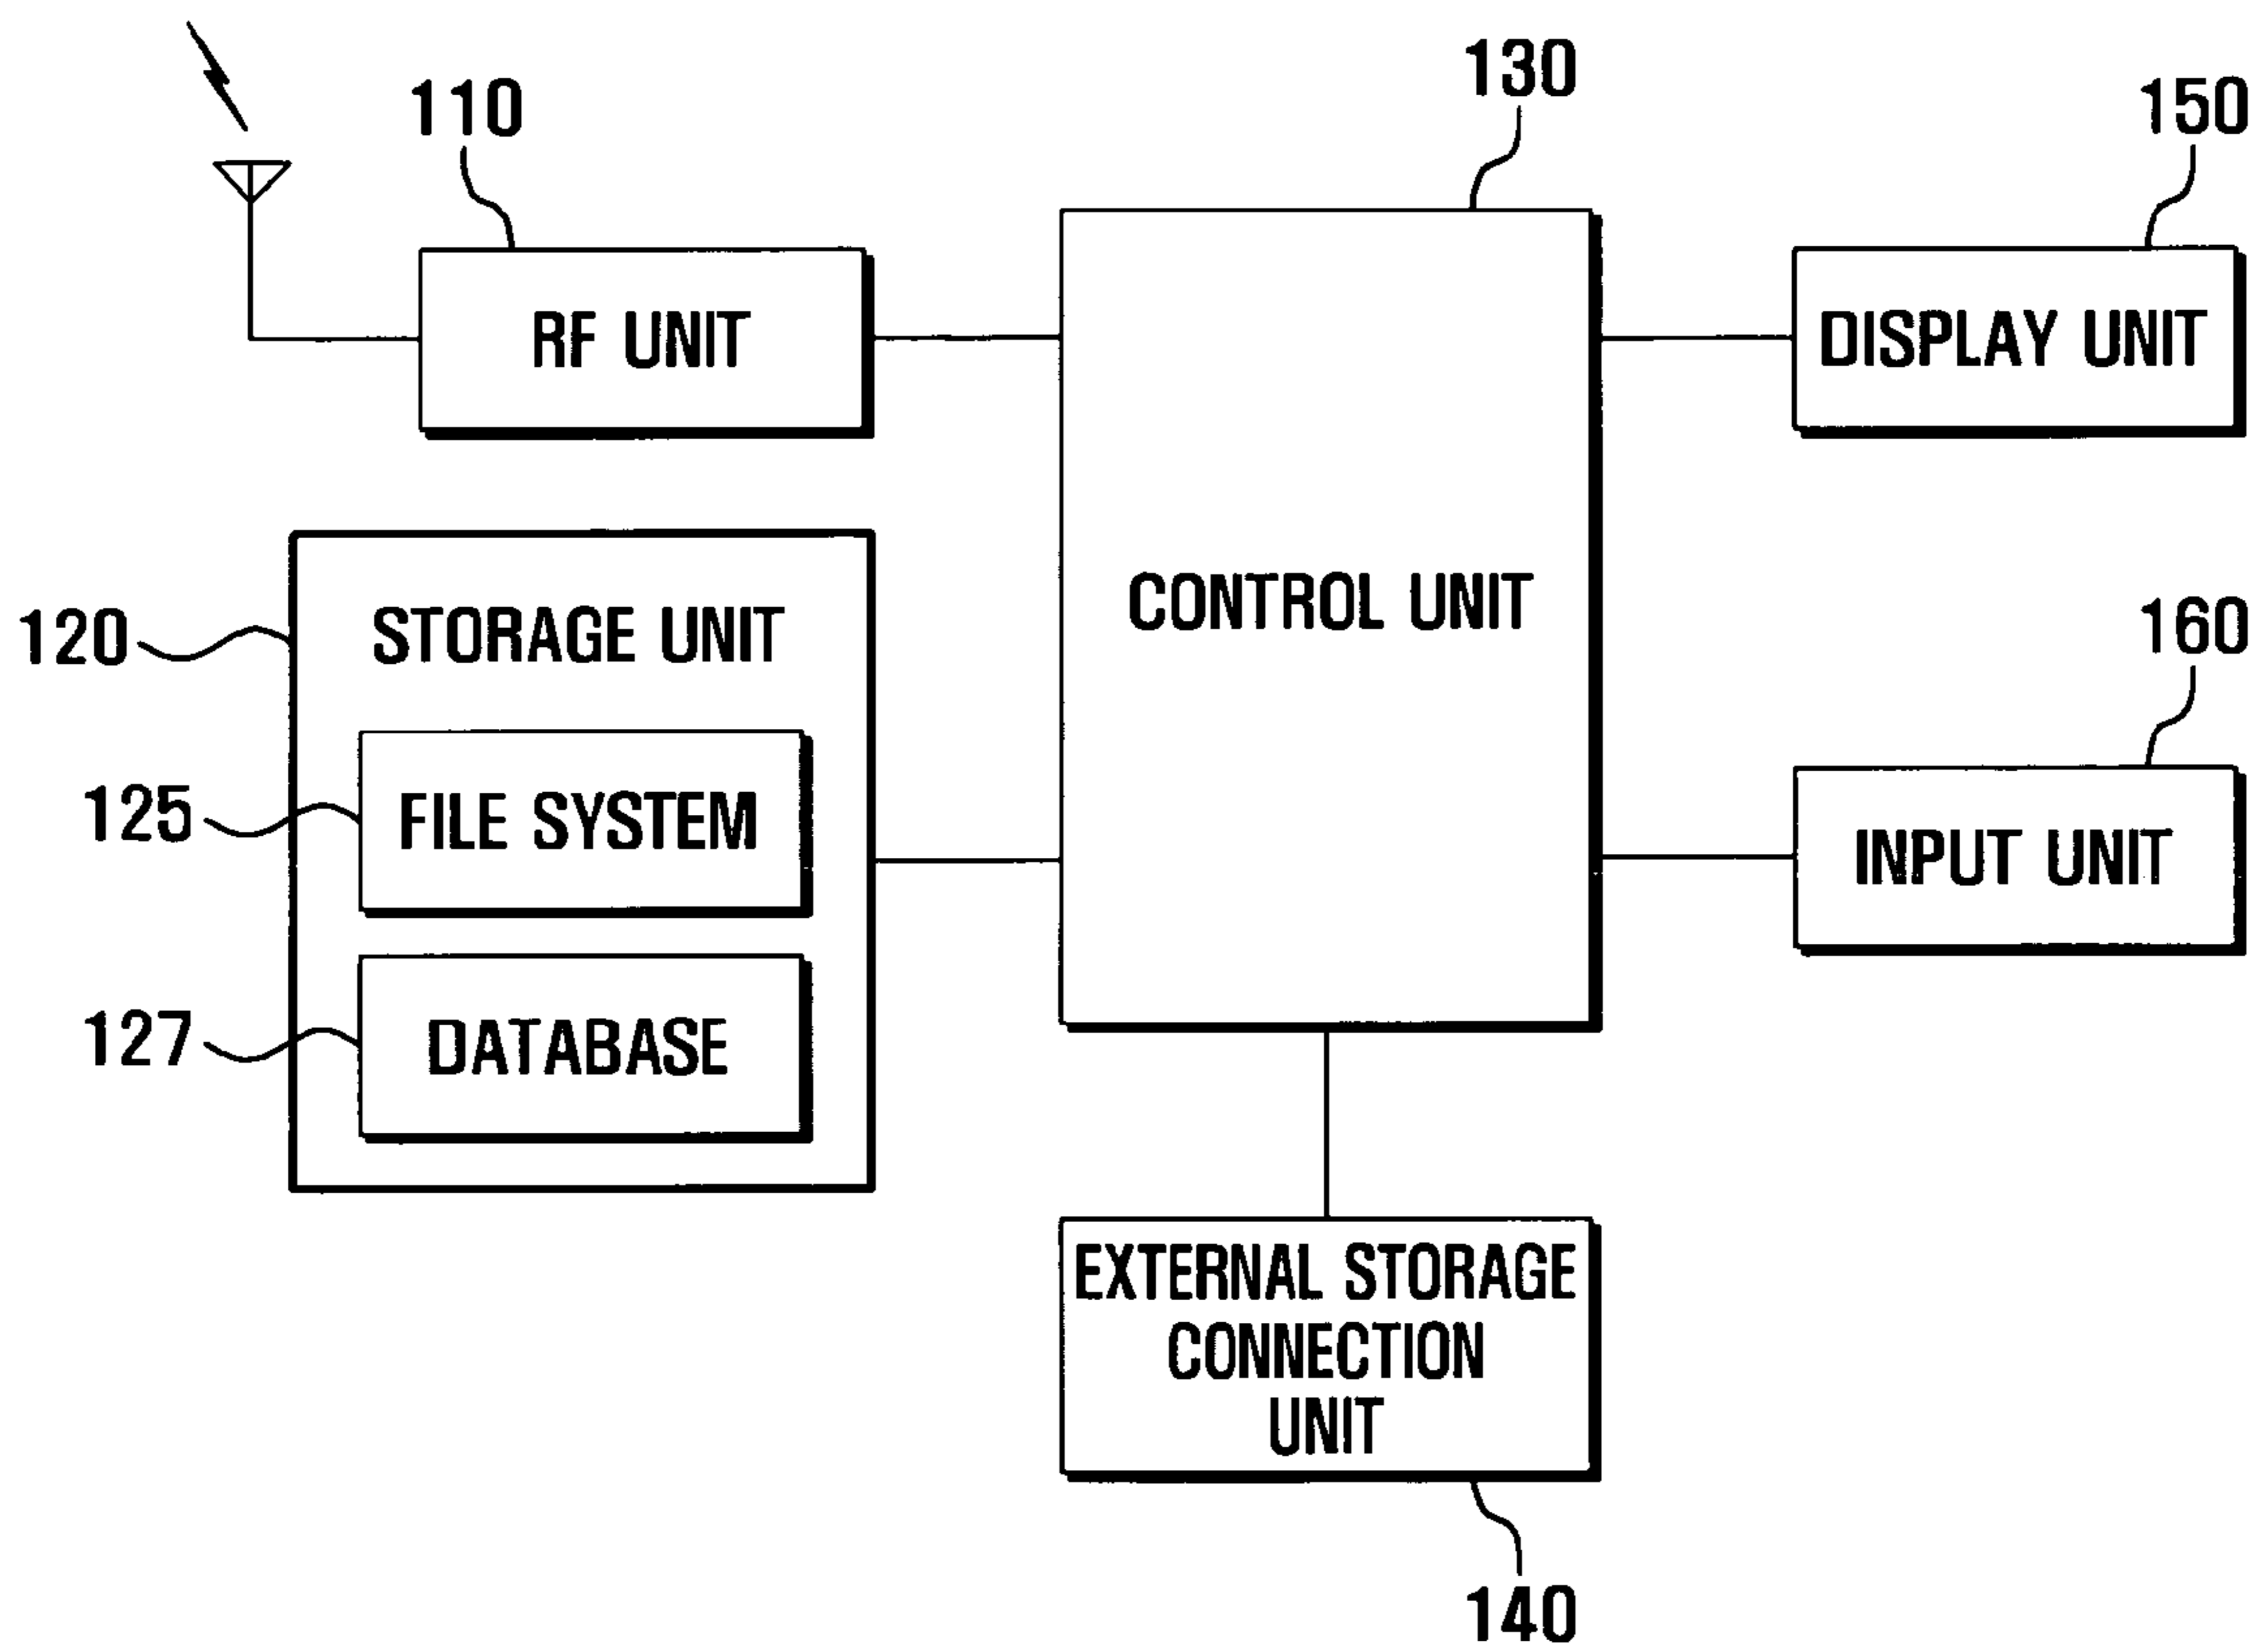 110
130
150
RF UNIT
DISPLAY UNIT
CONTROL UNIT
120
STORAGE UNIT
160
125
FILE SYSTEM
INPUT UNIT
127
DATABASE
EXTERNAL STORAGE
CONNECTION
UNIT
140